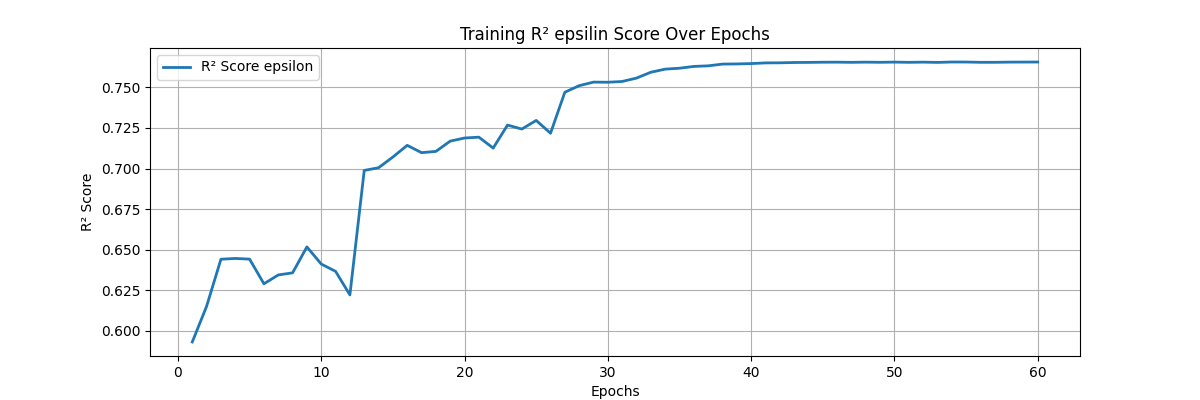 Training R² epsilin Score Over Epochs
R² Score epsilon
R² Score
0.750
0.725
0.700
0.675
0.650
0.625
0.600
0 10 20 30 40 50 60
Epochs